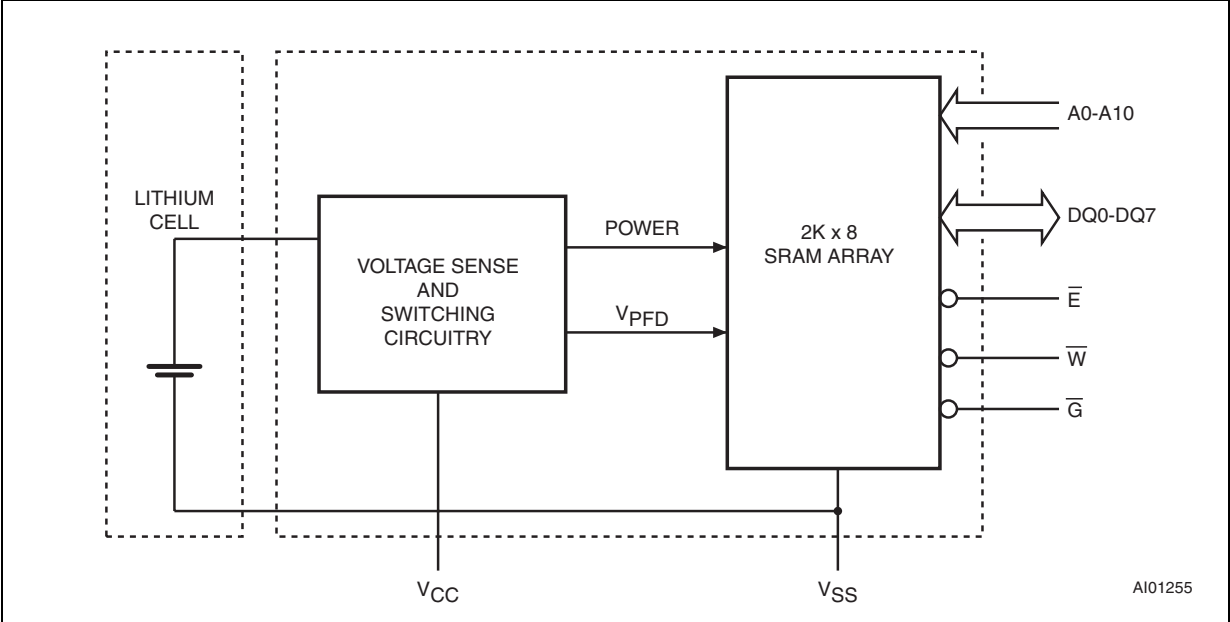 LITHIUM
CELL
VOLTAGE SENSE
AND
SWITCHING
CIRCUITRY
POWER
VPFD
2K x 8
SRAM ARRAY
A0-A10
DQ0-DQ7
E̅
W̅
G̅
VCC
VSS
AI01255